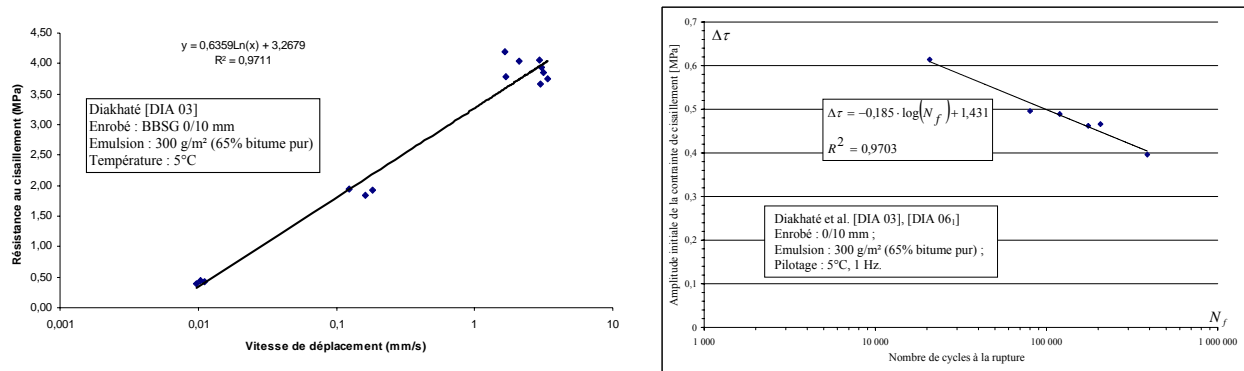 y = 0,6359Ln(x) + 3,2679
R² = 0,9711
Diakhaté [DIA 03]
Enrobé : BBSG 0/10 mm
Emulsion : 300 g/m² (65% bitume pur)
Température : 5°C
Résistance au cisaillement (MPa)
4,50
4,00
3,50
3,00
2,50
2,00
1,50
1,00
0,50
0,00
0,001
0,01
0,1
1
10
Vitesse de déplacement (mm/s)
Amplitude initiale de la contrainte de cisaillement [MPa]
0,7
0,6
0,5
0,4
0,3
0,2
0,1
0
Δτ
Δτ = −0,185 · log(N_f) + 1,431
R² = 0,9703
Diakhaté et al. [DIA 03], [DIA 06₁]
Enrobé : 0/10 mm ;
Emulsion : 300 g/m² (65% bitume pur) ;
Pilotage : 5°C, 1 Hz.
N_f
1 000
10 000
100 000
1 000 000
Nombre de cycles à la rupture